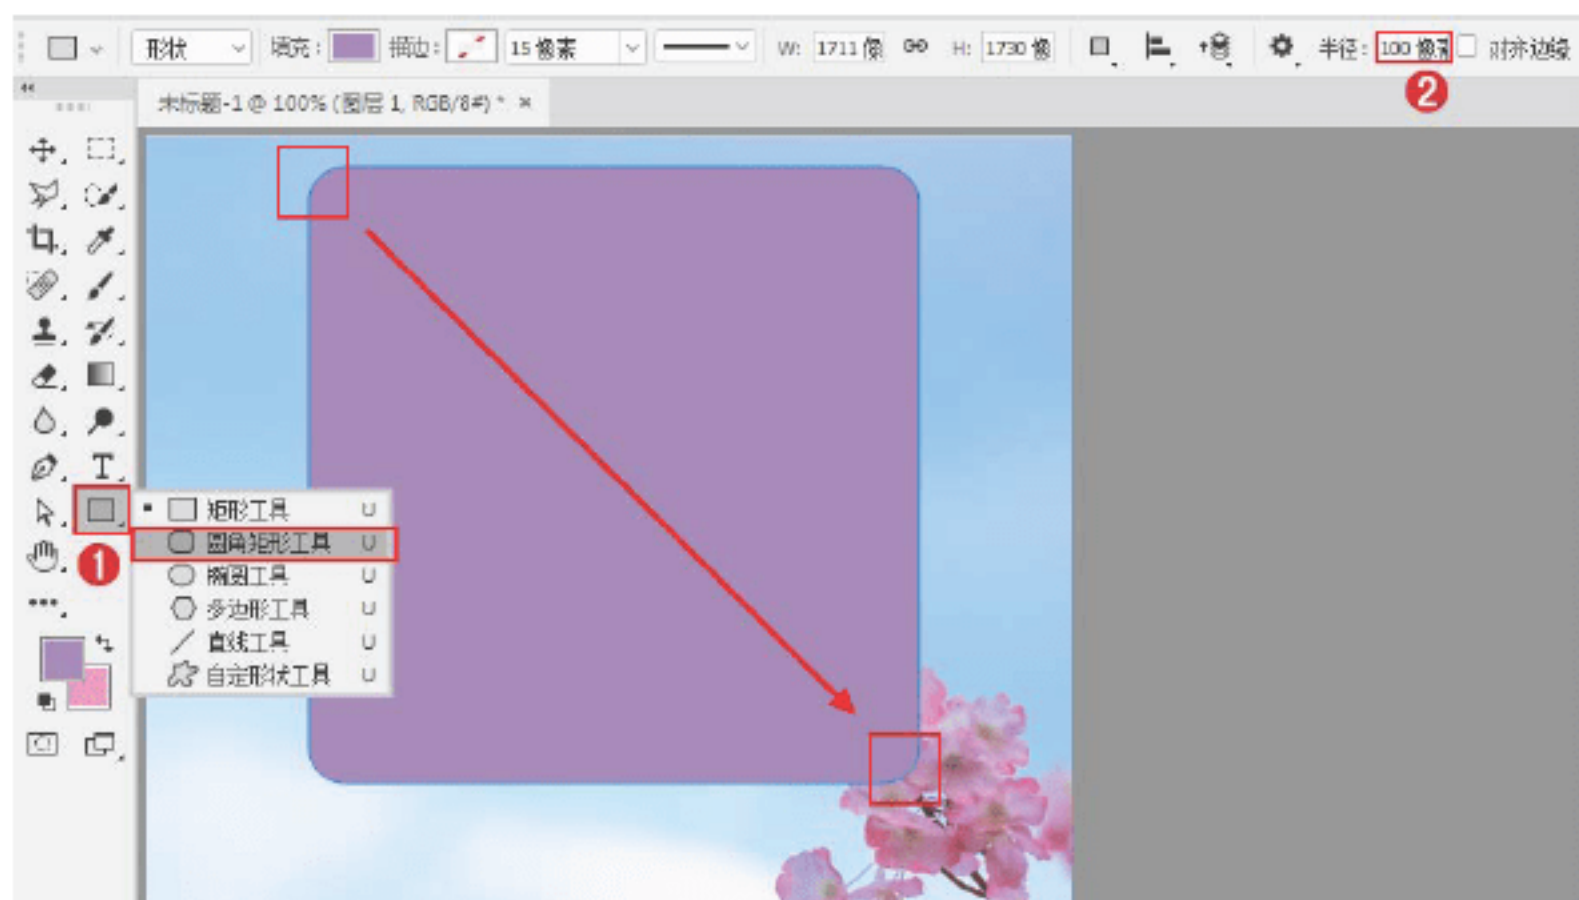 形状 填充: 描边: 15 像素 W: 1711 像 H: 1730 像 半径: 100 像素 对齐边缘
2
未标题-1 @ 100% (图层 1, RGB/8#) * ×
T
矩形工具 U
圆角矩形工具 U
1
椭圆工具 U
多边形工具 U
直线工具 U
自定形状工具 U